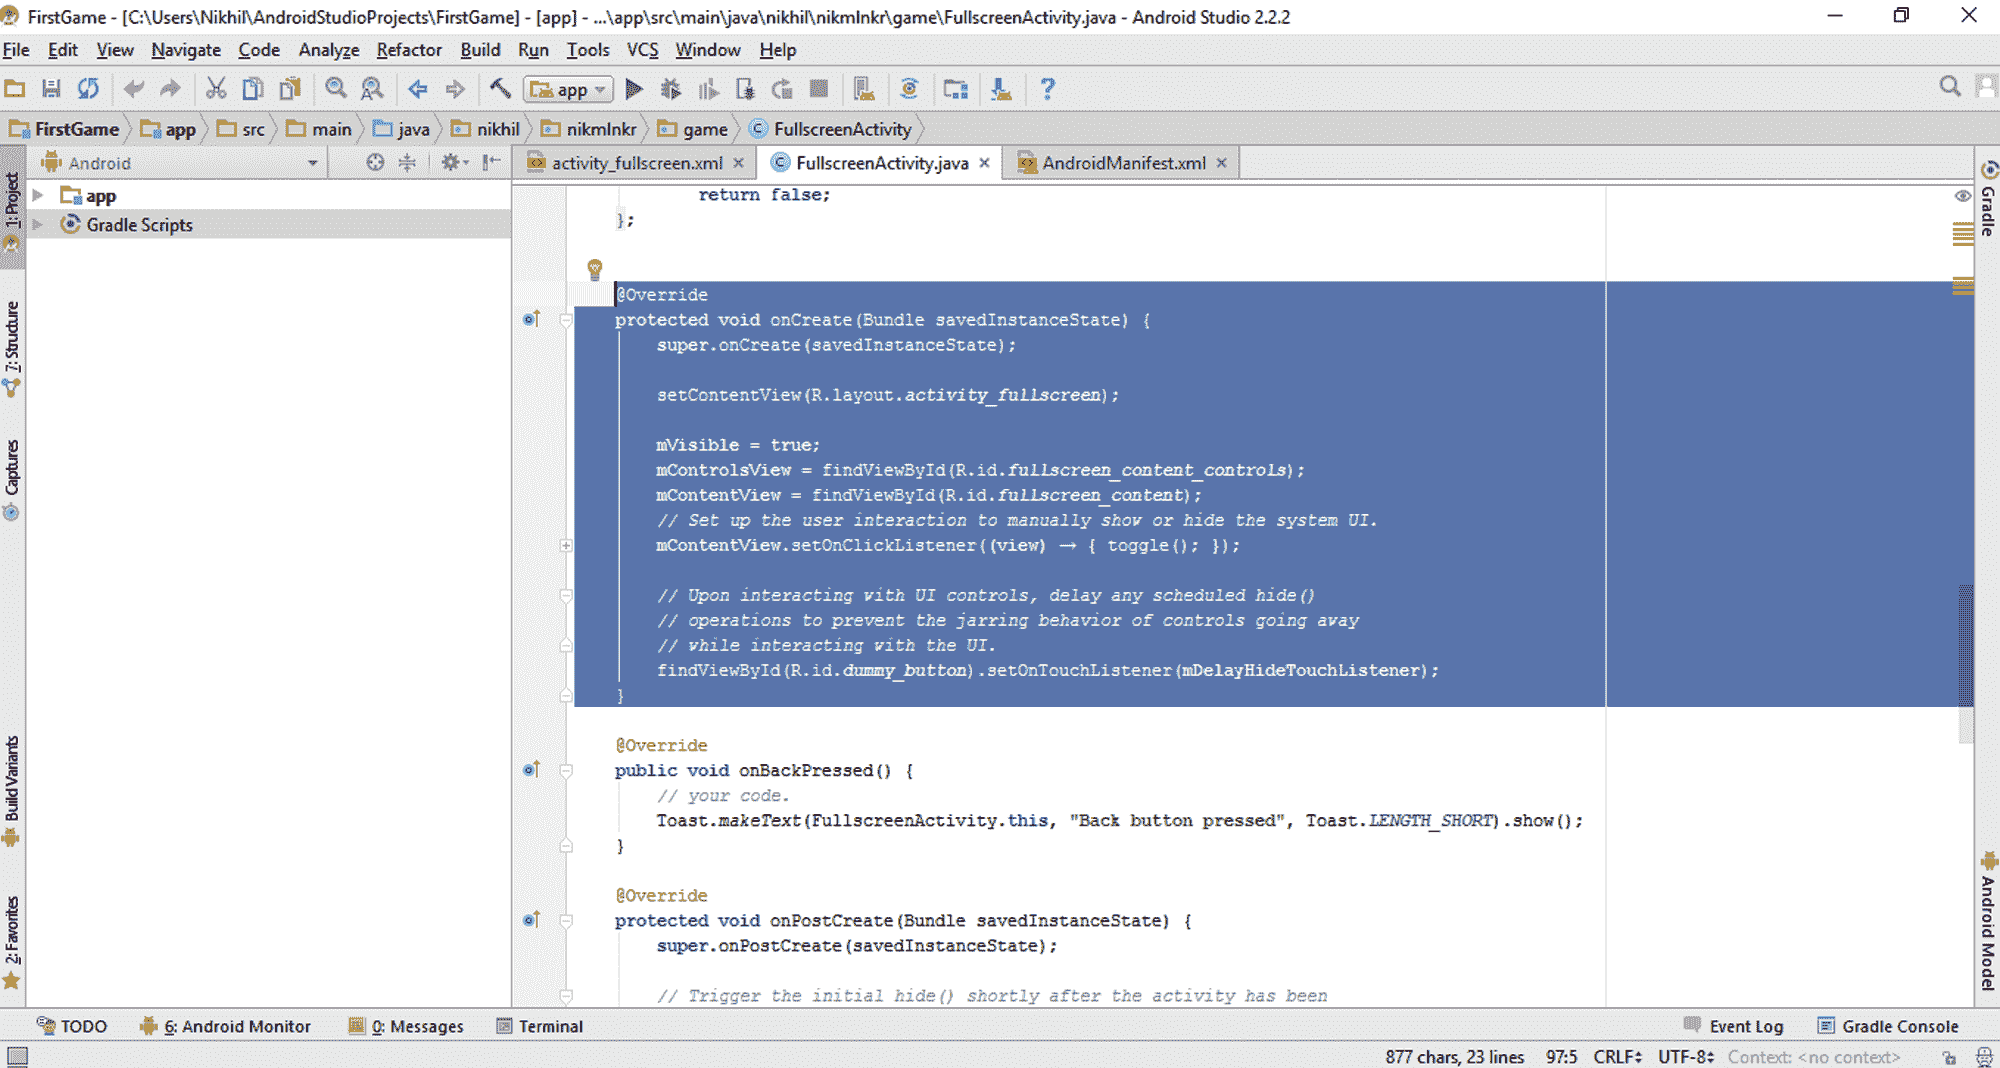 FirstGame - [C:\Users\Nikhil\AndroidStudioProjects\FirstGame] - [app] - ...\app\src\main\java\nikhil\nikmlnkr\game\FullscreenActivity.java - Android Studio 2.2.2
File Edit View Navigate Code Analyze Refactor Build Run Tools VCS Window Help
app
FirstGame app src main java nikhil nikmlnkr game FullscreenActivity
Android
activity_fullscreen.xml FullscreenActivity.java AndroidManifest.xml
app
Gradle Scripts
1: Project
7: Structure
Captures
Build Variants
2: Favorites
return false;
};
@Override
protected void onCreate(Bundle savedInstanceState) {
super.onCreate(savedInstanceState);
setContentView(R.layout.activity_fullscreen);
mVisible = true;
mControlsView = findViewById(R.id.fullscreen_content_controls);
mContentView = findViewById(R.id.fullscreen_content);
// Set up the user interaction to manually show or hide the system UI.
mContentView.setOnClickListener((view) → { toggle(); });
// Upon interacting with UI controls, delay any scheduled hide()
// operations to prevent the jarring behavior of controls going away
// while interacting with the UI.
findViewById(R.id.dummy_button).setOnTouchListener(mDelayHideTouchListener);
}
@Override
public void onBackPressed() {
// your code.
Toast.makeText(FullscreenActivity.this, "Back button pressed", Toast.LENGTH_SHORT).show();
}
@Override
protected void onPostCreate(Bundle savedInstanceState) {
super.onPostCreate(savedInstanceState);
// Trigger the initial hide() shortly after the activity has been
Gradle
Android Model
TODO 6: Android Monitor 0: Messages Terminal Event Log Gradle Console
877 chars, 23 lines 97:5 CRLF UTF-8 Context: <no context>